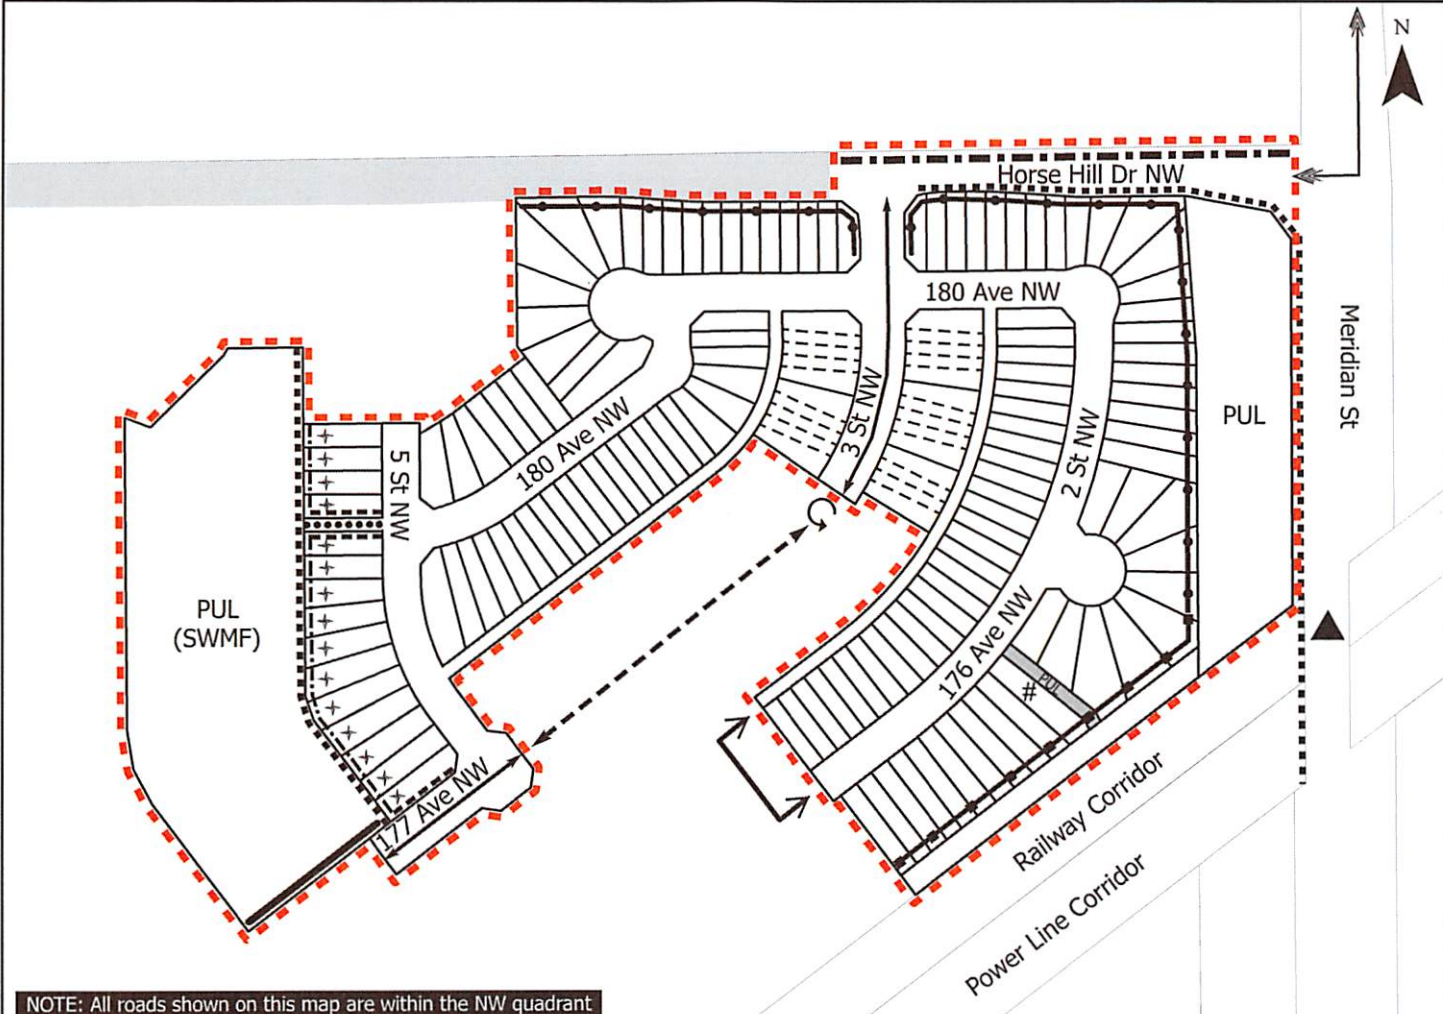 N
Horse Hill Dr NW
180 Ave NW
Meridian St
PUL
3 St NW
2 St NW
180 Ave NW
5 St NW
PUL
(SWMF)
176 Ave NW
PUL
#
177 Ave NW
Railway Corridor
Power Line Corridor
NOTE: All roads shown on this map are within the NW quadrant